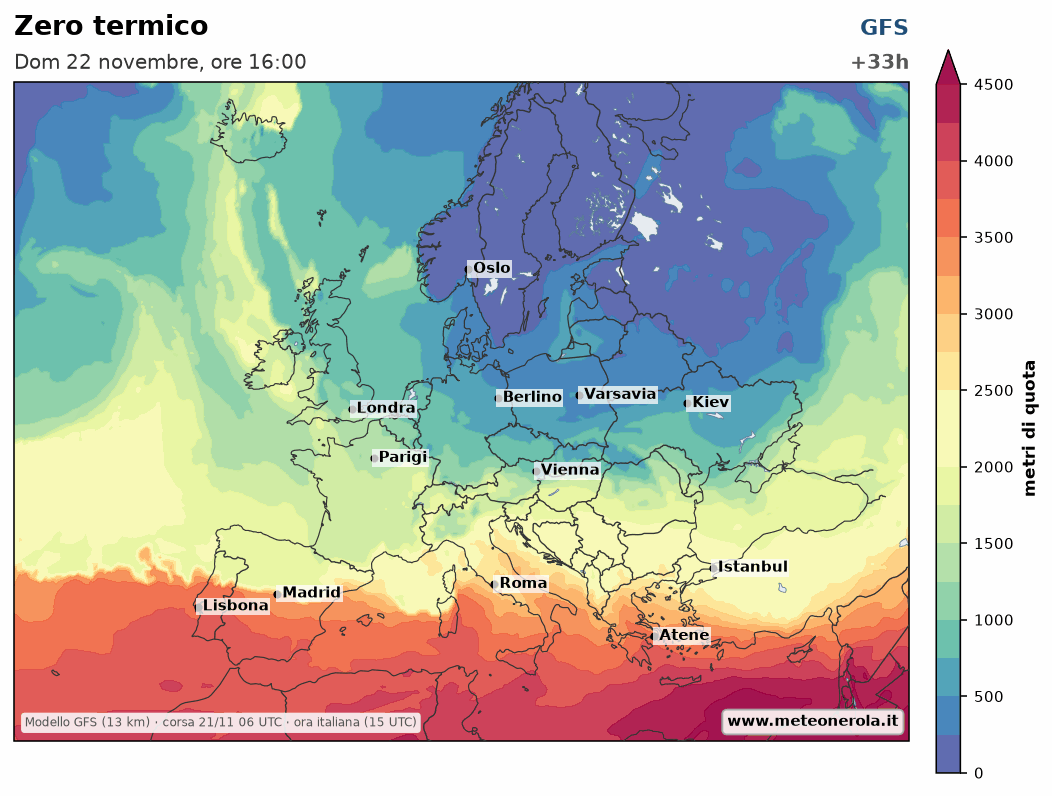 Zero termico
GFS
Dom 22 novembre, ore 16:00
+33h
4500
4000
3500
3000
2500
2000
1500
1000
500
0
metri di quota
Oslo
Londra
Berlino
Varsavia
Kiev
Parigi
Vienna
Istanbul
Roma
Madrid
Lisbona
Atene
Modello GFS (13 km) · corsa 21/11 06 UTC · ora italiana (15 UTC)
www.meteonerola.it